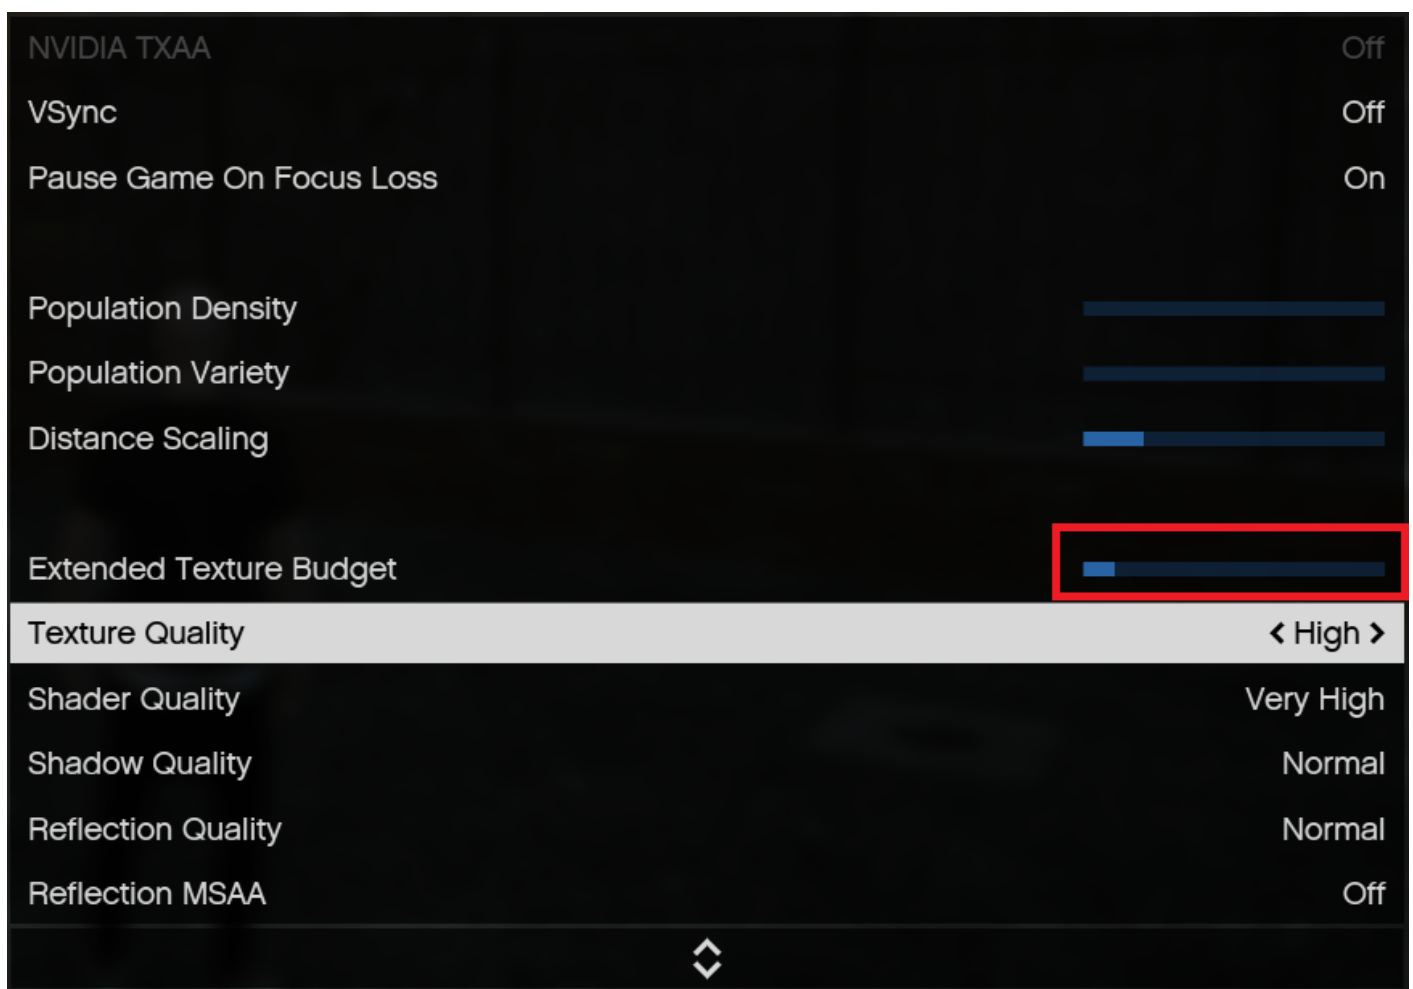 NVIDIA TXAA Off
VSync Off
Pause Game On Focus Loss On
Population Density
Population Variety
Distance Scaling
Extended Texture Budget
Texture Quality < High >
Shader Quality Very High
Shadow Quality Normal
Reflection Quality Normal
Reflection MSAA Off